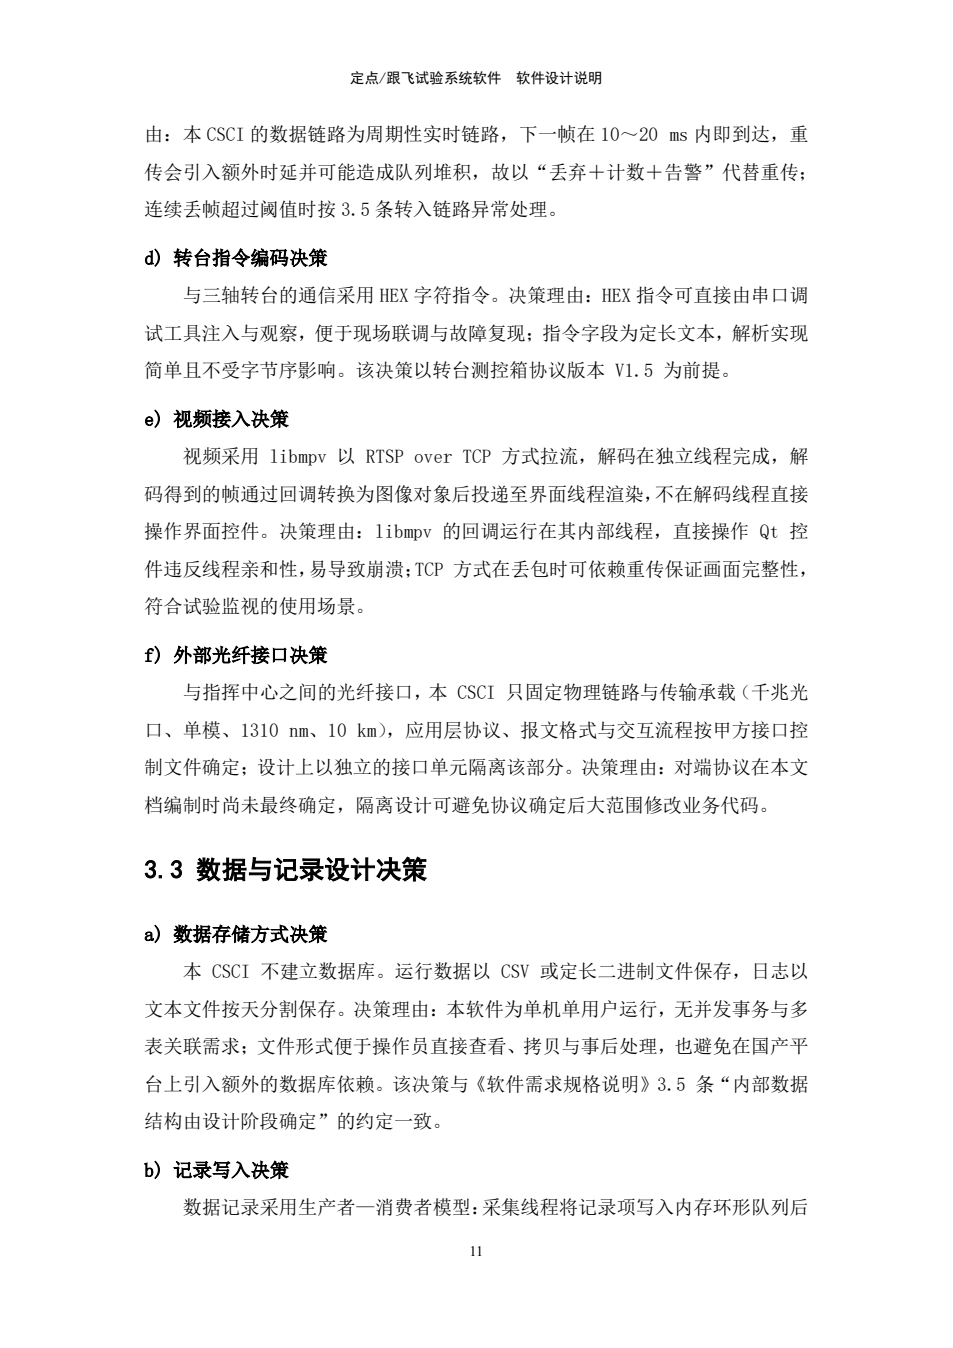 定点/跟飞试验系统软件　软件设计说明
由：本 CSCI 的数据链路为周期性实时链路，下一帧在 10～20 ms 内即到达，重
传会引入额外时延并可能造成队列堆积，故以“丢弃＋计数＋告警”代替重传；
连续丢帧超过阈值时按 3.5 条转入链路异常处理。
d）转台指令编码决策
与三轴转台的通信采用 HEX 字符指令。决策理由：HEX 指令可直接由串口调
试工具注入与观察，便于现场联调与故障复现；指令字段为定长文本，解析实现
简单且不受字节序影响。该决策以转台测控箱协议版本 V1.5 为前提。
e）视频接入决策
视频采用 libmpv 以 RTSP over TCP 方式拉流，解码在独立线程完成，解
码得到的帧通过回调转换为图像对象后投递至界面线程渲染，不在解码线程直接
操作界面控件。决策理由：libmpv 的回调运行在其内部线程，直接操作 Qt 控
件违反线程亲和性，易导致崩溃；TCP 方式在丢包时可依赖重传保证画面完整性，
符合试验监视的使用场景。
f）外部光纤接口决策
与指挥中心之间的光纤接口，本 CSCI 只固定物理链路与传输承载（千兆光
口、单模、1310 nm、10 km），应用层协议、报文格式与交互流程按甲方接口控
制文件确定；设计上以独立的接口单元隔离该部分。决策理由：对端协议在本文
档编制时尚未最终确定，隔离设计可避免协议确定后大范围修改业务代码。
3.3 数据与记录设计决策
a）数据存储方式决策
本 CSCI 不建立数据库。运行数据以 CSV 或定长二进制文件保存，日志以
文本文件按天分割保存。决策理由：本软件为单机单用户运行，无并发事务与多
表关联需求；文件形式便于操作员直接查看、拷贝与事后处理，也避免在国产平
台上引入额外的数据库依赖。该决策与《软件需求规格说明》3.5 条“内部数据
结构由设计阶段确定”的约定一致。
b）记录写入决策
数据记录采用生产者—消费者模型：采集线程将记录项写入内存环形队列后
11